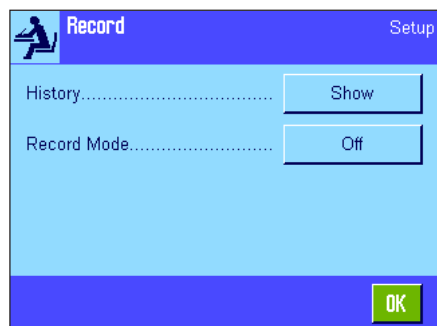 Record
Setup
History................................. Show
Record Mode........................... Off
OK